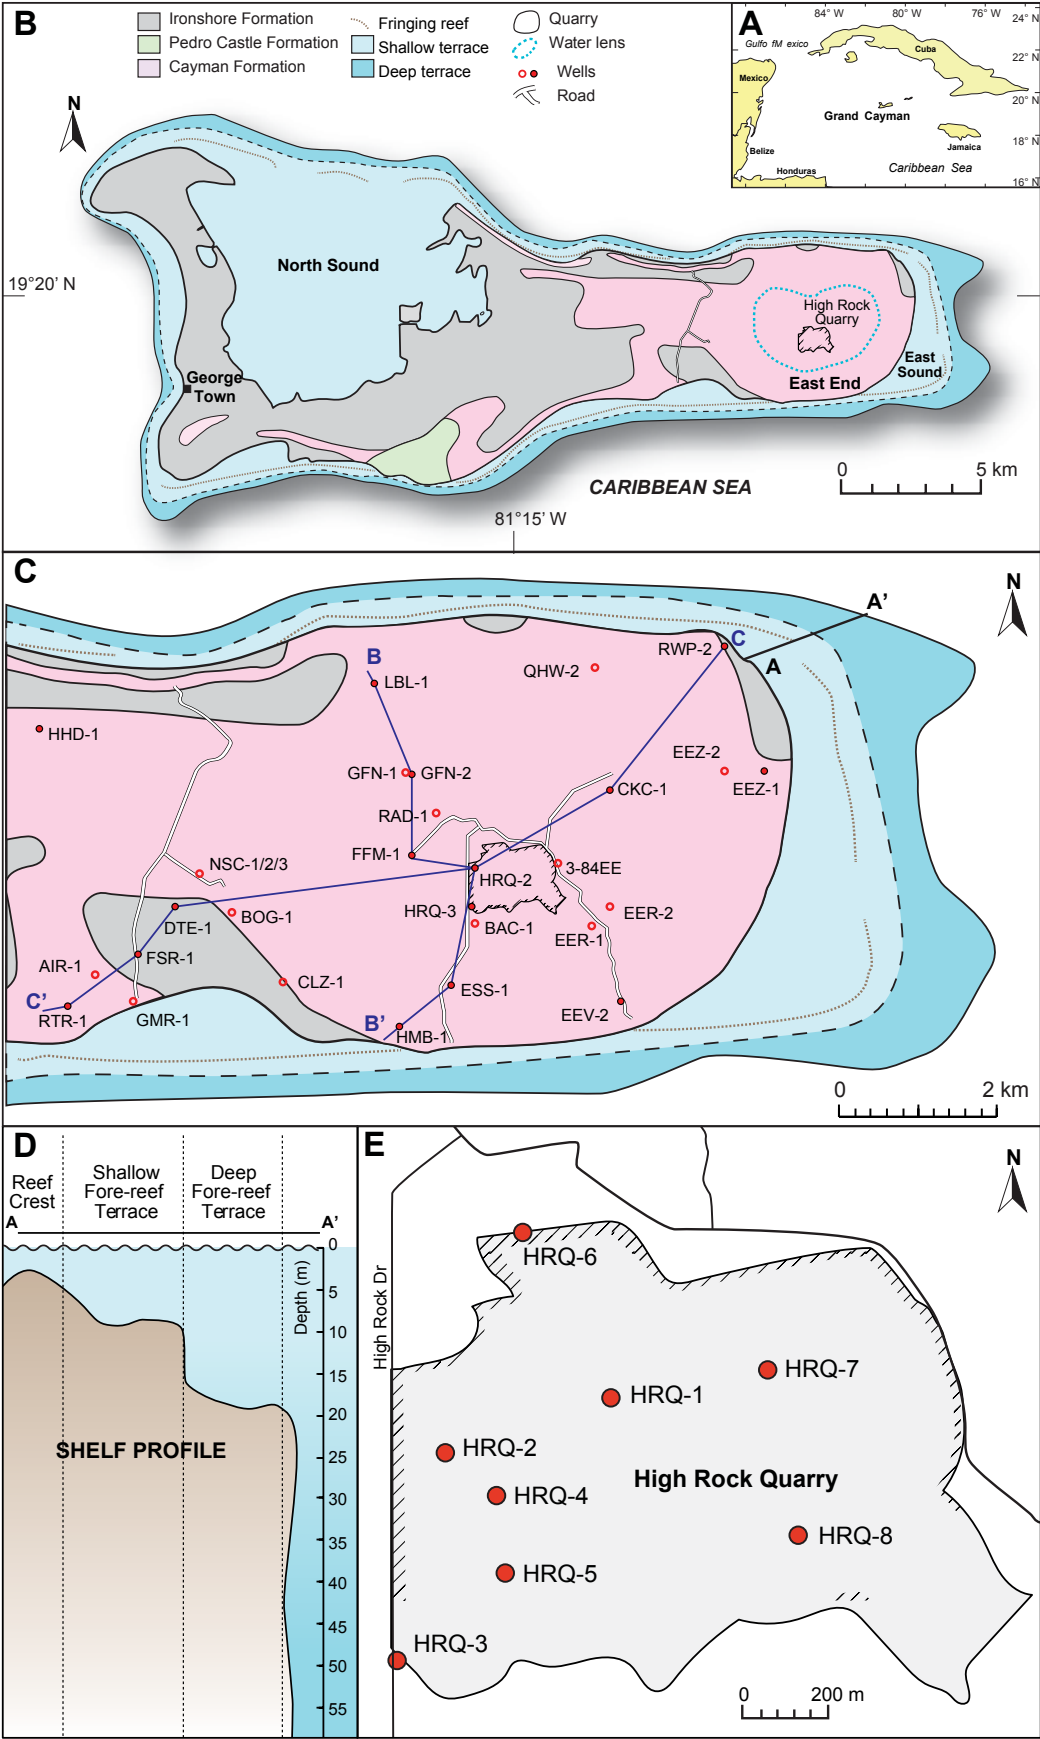 B
Ironshore Formation
Pedro Castle Formation
Cayman Formation
Fringing reef
Shallow terrace
Deep terrace
Quarry
Water lens
Wells
Road
N
19°20’ N
North Sound
George
Town
High Rock
Quarry
East End
East
Sound
CARIBBEAN SEA
0 5 km
81°15’ W
A
84° W 80° W 76° W
24° N
22° N
20° N
18° N
16° N
Gulfo fM exico
Cuba
Mexico
Grand Cayman
Belize
Jamaica
Honduras
Caribbean Sea
C
N
A’
A
B
C
RWP-2
LBL-1
QHW-2
HHD-1
GFN-1
GFN-2
EEZ-2
EEZ-1
CKC-1
RAD-1
FFM-1
NSC-1/2/3
HRQ-2
3-84EE
HRQ-3
EER-2
BAC-1
EER-1
DTE-1
BOG-1
FSR-1
AIR-1
CLZ-1
ESS-1
C’
RTR-1
GMR-1
B’
HMB-1
EEV-2
0 2 km
D
Reef
Crest
Shallow
Fore-reef
Terrace
Deep
Fore-reef
Terrace
A
A’
Depth (m)
0
5
10
15
20
25
30
35
40
45
50
55
SHELF PROFILE
E
N
High Rock Dr
HRQ-6
HRQ-7
HRQ-1
HRQ-2
High Rock Quarry
HRQ-4
HRQ-8
HRQ-5
HRQ-3
0 200 m